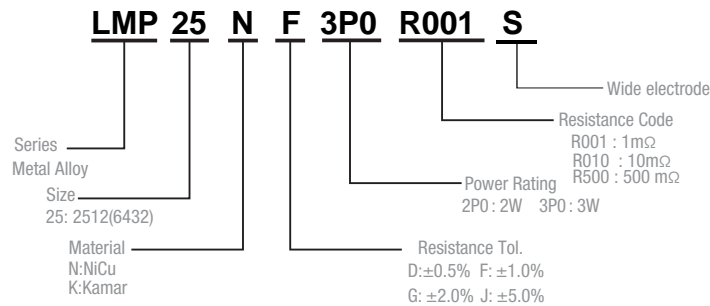 LMP 25 N F 3P0 R001 S
Wide electrode
Resistance Code
R001 : 1mΩ
R010 : 10mΩ
R500 : 500 mΩ
Series
Metal Alloy
Power Rating
2P0 : 2W 3P0 : 3W
Size
25: 2512(6432)
Material
N:NiCu
K:Kamar
Resistance Tol.
D:±0.5% F: ±1.0%
G: ±2.0% J: ±5.0%